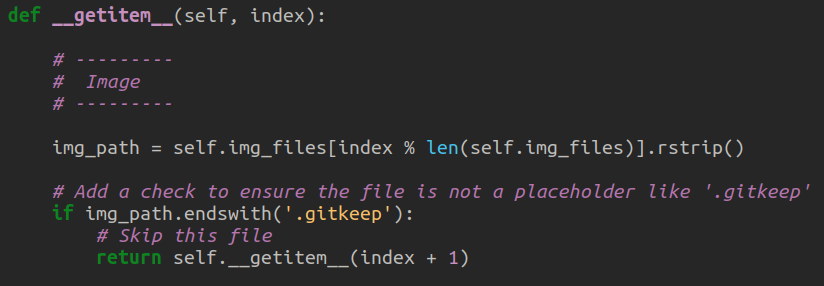 def __getitem__(self, index):
# ---------
#  Image
# ---------
img_path = self.img_files[index % len(self.img_files)].rstrip()
# Add a check to ensure the file is not a placeholder like '.gitkeep'
if img_path.endswith('.gitkeep'):
# Skip this file
return self.__getitem__(index + 1)